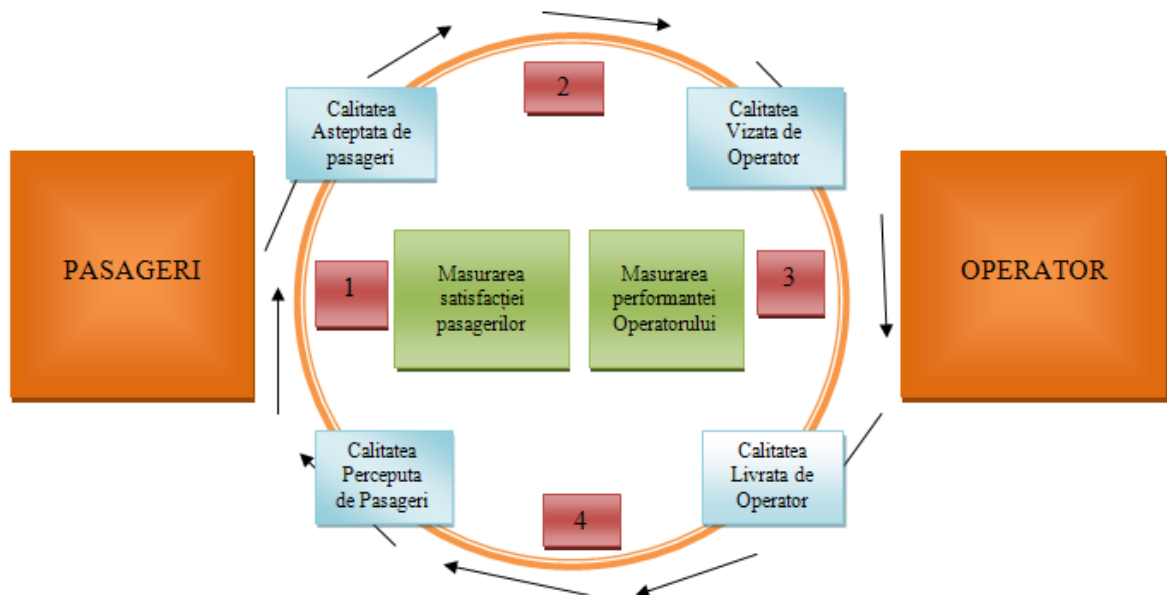 2
Calitatea
Asteptata de
pasageri
Calitatea
Vizata de
Operator
PASAGERI
1
Masurarea
satisfacției
pasagerilor
Masurarea
performantei
Operatorului
3
OPERATOR
Calitatea
Perceputa
de Pasageri
4
Calitatea
Livrata de
Operator